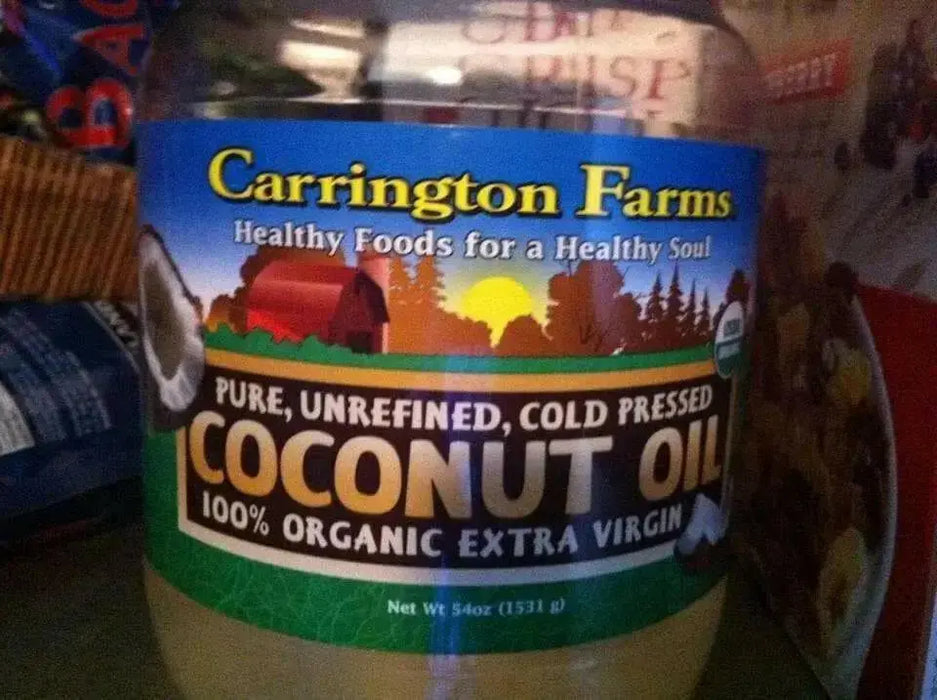 Carrington Farms
Healthy Foods for a Healthy Soul
PURE, UNREFINED, COLD PRESSED
COCONUT OIL
100% ORGANIC EXTRA VIRGIN
Net Wt 54oz (1531 g)